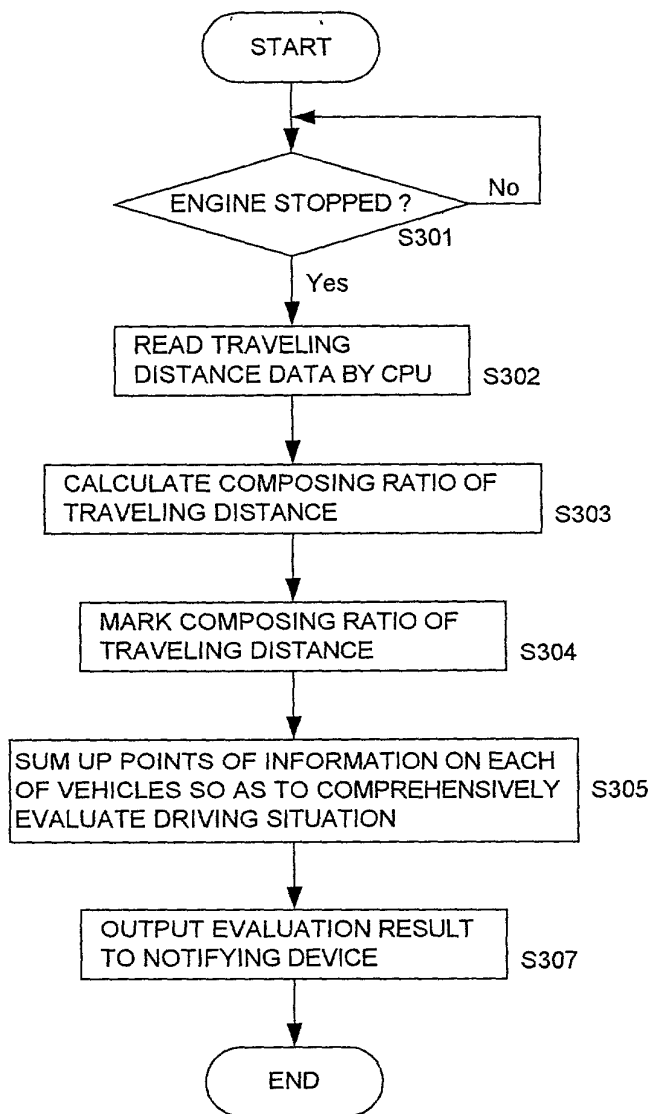 START
ENGINE STOPPED ?
No
S301
Yes
READ TRAVELING
DISTANCE DATA BY CPU
S302
CALCULATE COMPOSING RATIO OF
TRAVELING DISTANCE
S303
MARK COMPOSING RATIO OF
TRAVELING DISTANCE
S304
SUM UP POINTS OF INFORMATION ON EACH
OF VEHICLES SO AS TO COMPREHENSIVELY
EVALUATE DRIVING SITUATION
S305
OUTPUT EVALUATION RESULT
TO NOTIFYING DEVICE
S307
END